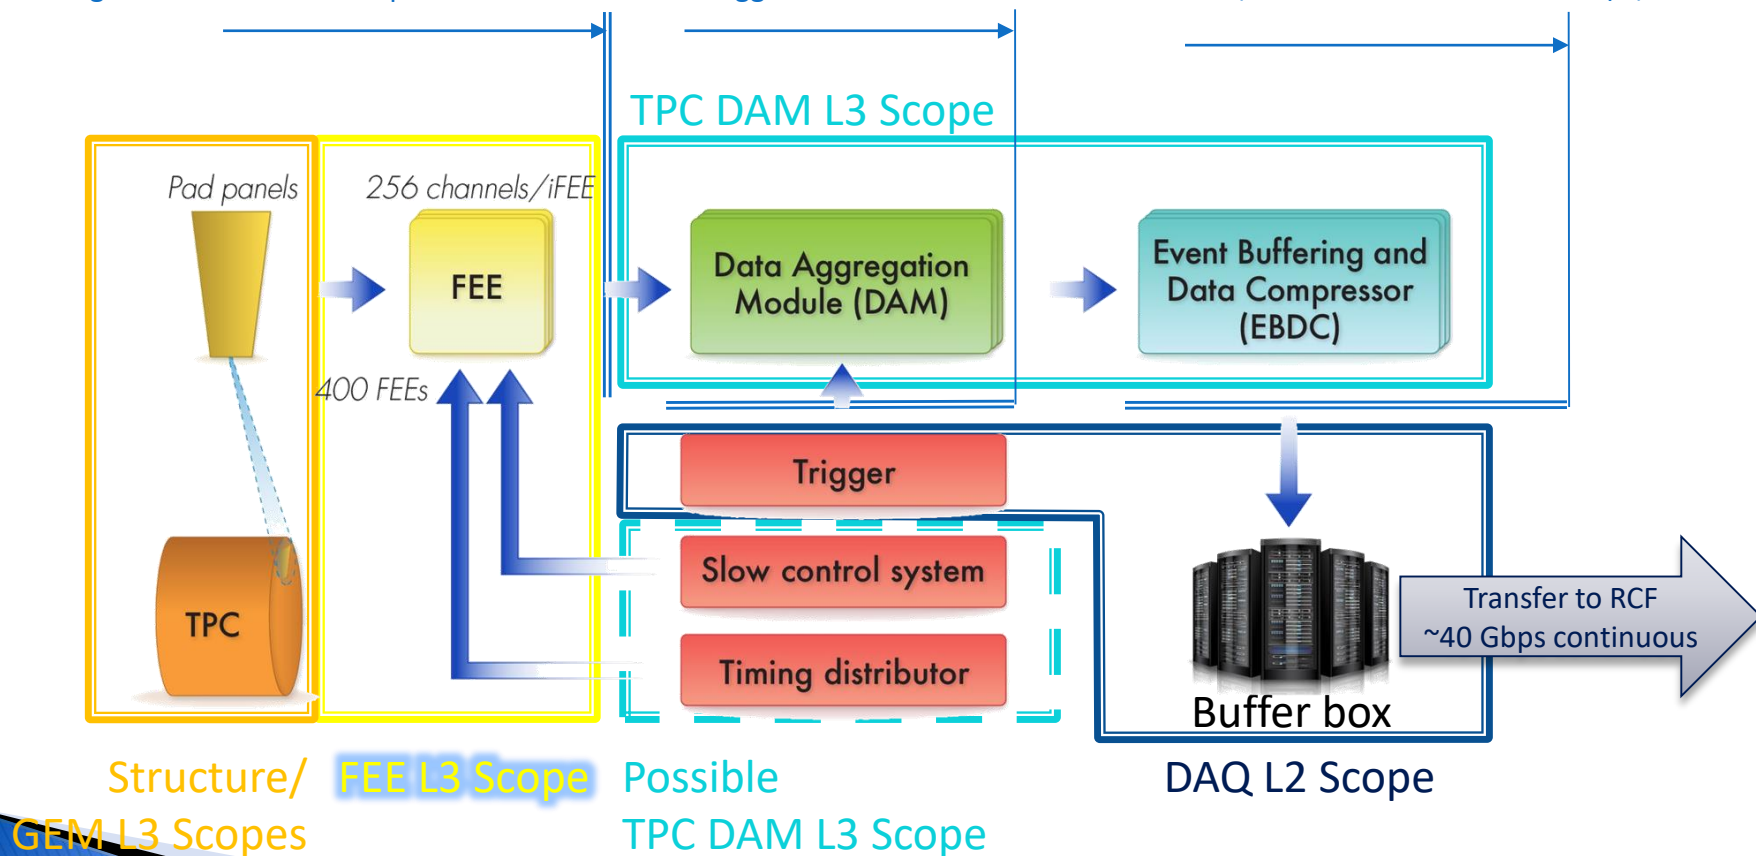 TPC DAM L3 Scope
Pad panels
256 channels/iFEE
FEE
Data Aggregation
Module (DAM)
Event Buffering and
Data Compressor
(EBDC)
400 FEEs
Trigger
Slow control system
TPC
Timing distributor
Transfer to RCF
~40 Gbps continuous
Buffer box
Structure/
GEM L3 Scopes
FEE L3 Scope
Possible
TPC DAM L3 Scope
DAQ L2 Scope